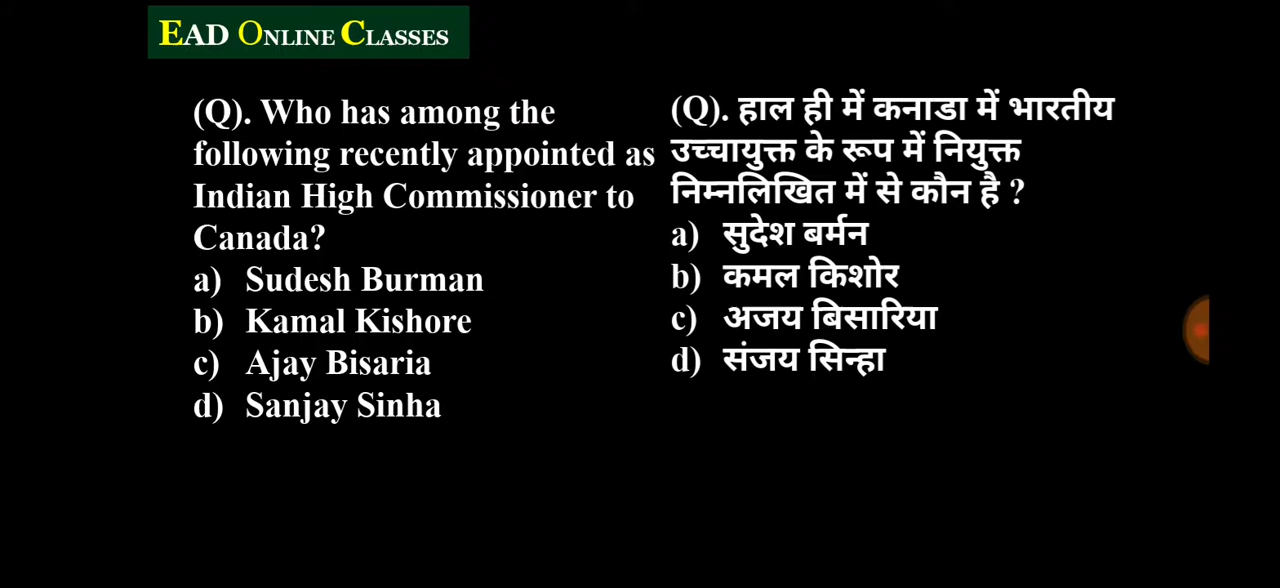 EAD ONLINE CLASSES
(Q). Who has among the
following recently appointed as
Indian High Commissioner to
Canada?
a) Sudesh Burman
b) Kamal Kishore
c) Ajay Bisaria
d) Sanjay Sinha
(Q). हाल ही में कनाडा में भारतीय
उच्चायुक्त के रूप में नियुक्त
निम्नलिखित में से कौन है ?
a) सुदेश बर्मन
b) कमल किशोर
c) अजय बिसारिया
d) संजय सिन्हा